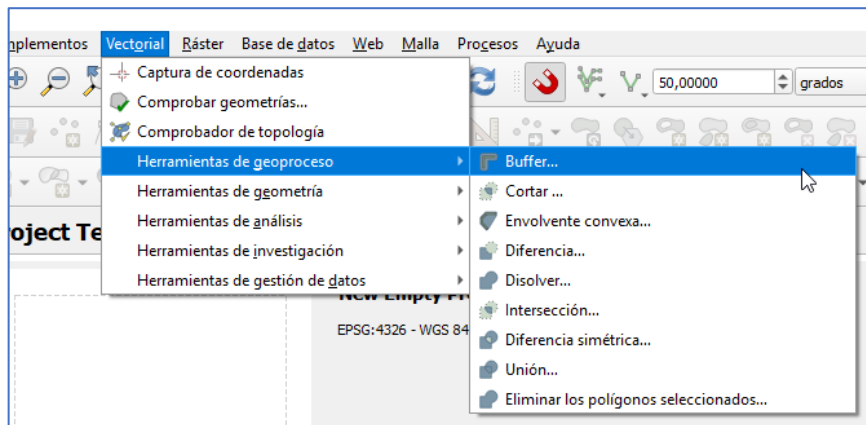 nplementos Vectorial Ráster Base de datos Web Malla Procesos Ayuda
Captura de coordenadas
50,00000 grados
Comprobar geometrías...
Comprobador de topología
Herramientas de geoproceso
Buffer...
Herramientas de geometría
Cortar ...
Herramientas de análisis
Envolvente convexa...
oject Te
Herramientas de investigación
Diferencia...
Herramientas de gestión de datos
Disolver...
New Empty Pr
Intersección...
EPSG:4326 - WGS 84
Diferencia simétrica...
Unión...
Eliminar los polígonos seleccionados...